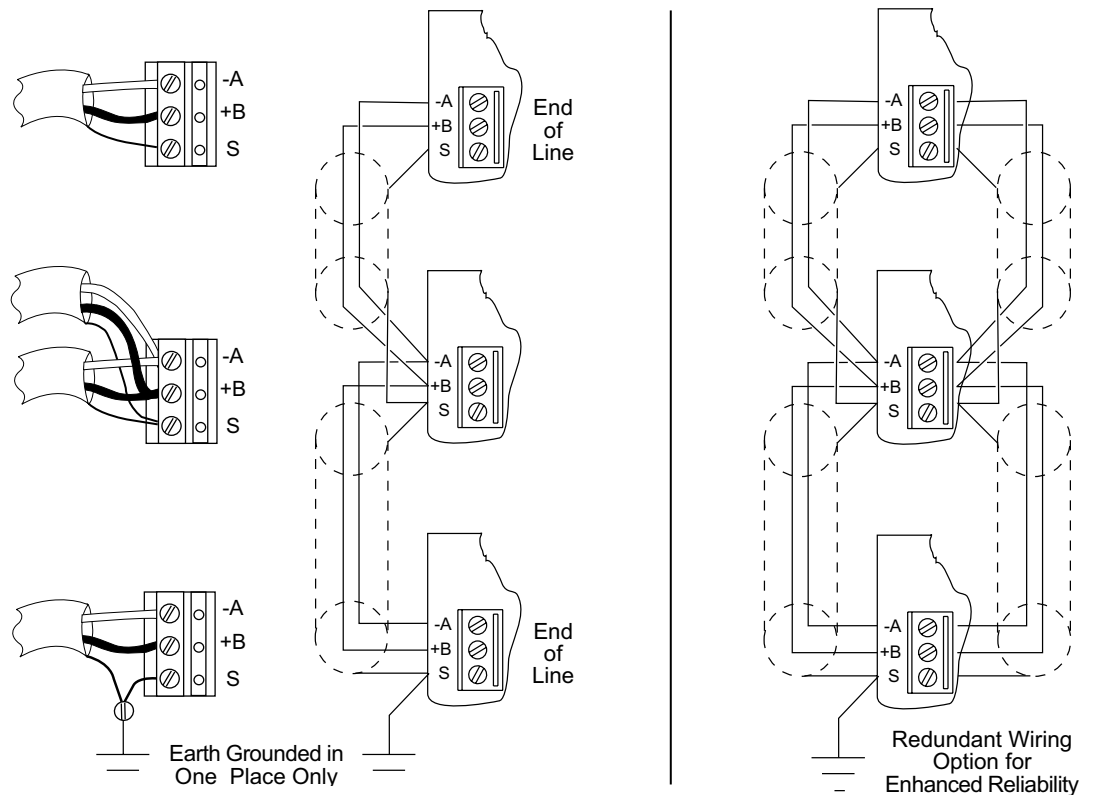 -A
+B
S
-A
+B
S
End
of
Line
-A
+B
S
-A
+B
S
-A
+B
S
-A
+B
S
-A
+B
S
-A
+B
S
End
of
Line
-A
+B
S
Earth Grounded in
One Place Only
Redundant Wiring
Option for
Enhanced Reliability